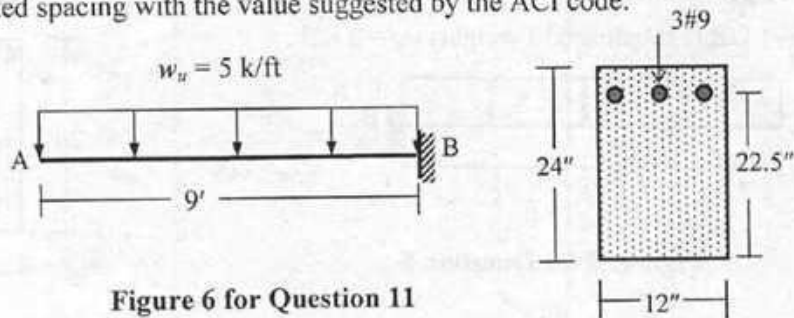 ted spacing with the value suggested by the ACI code.
3#9
w_u = 5 k/ft
A
B
9'
24"
22.5"
12"
Figure 6 for Question 11